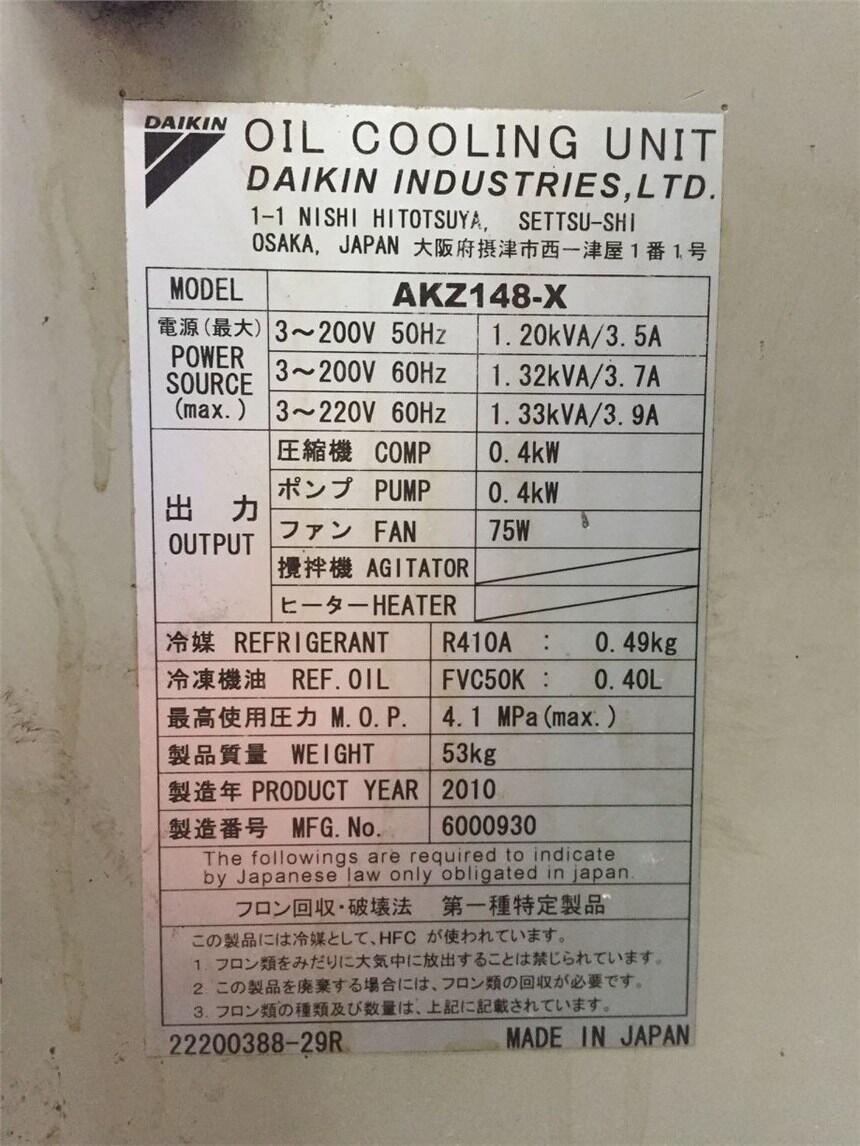 DAIKIN
OIL COOLING UNIT
DAIKIN INDUSTRIES,LTD.
1-1 NISHI HITOTSUYA, SETTSU-SHI
OSAKA, JAPAN 大阪府摂津市西一津屋1番1号
MODEL AKZ148-X
電源(最大) POWER SOURCE (max.)
3~200V 50Hz 1.20kVA/3.5A
3~200V 60Hz 1.32kVA/3.7A
3~220V 60Hz 1.33kVA/3.9A
出力 OUTPUT
圧縮機 COMP 0.4kW
ポンプ PUMP 0.4kW
ファン FAN 75W
攪拌機 AGITATOR
ヒーター HEATER
冷媒 REFRIGERANT R410A : 0.49kg
冷凍機油 REF.OIL FVC50K : 0.40L
最高使用圧力 M.O.P. 4.1 MPa(max.)
製品質量 WEIGHT 53kg
製造年 PRODUCT YEAR 2010
製造番号 MFG.No. 6000930
The followings are required to indicate
by Japanese law only obligated in japan.
フロン回収・破壊法 第一種特定製品
この製品には冷媒として、HFC が使われています。
1. フロン類をみだりに大気中に放出することは禁じられています。
2. この製品を廃棄する場合には、フロン類の回収が必要です。
3. フロン類の種類及び数量は、上記に記載されています。
22200388-29R MADE IN JAPAN